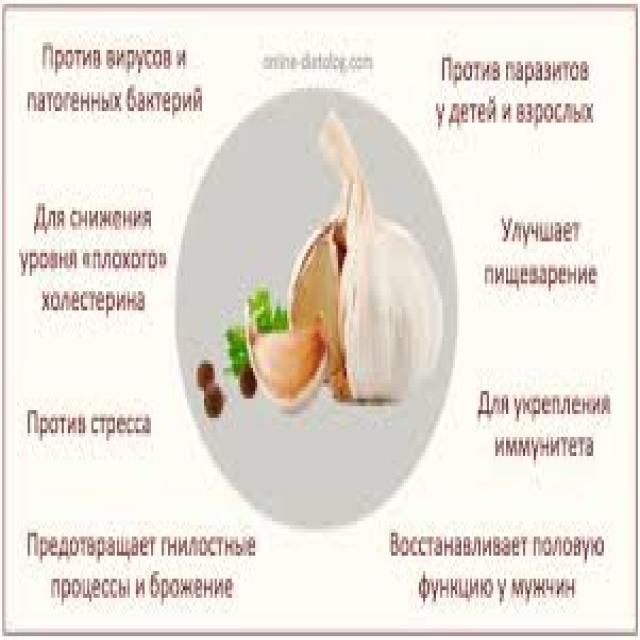 Против вирусов и
патогенных бактерий
online-dietolog.com
Против паразитов
у детей и взрослых
Для снижения
уровня «плохого»
холестерина
Улучшает
пищеварение
Против стресса
Для укрепления
иммунитета
Предотвращает гнилостные
процессы и брожение
Восстанавливает половую
функцию у мужчин